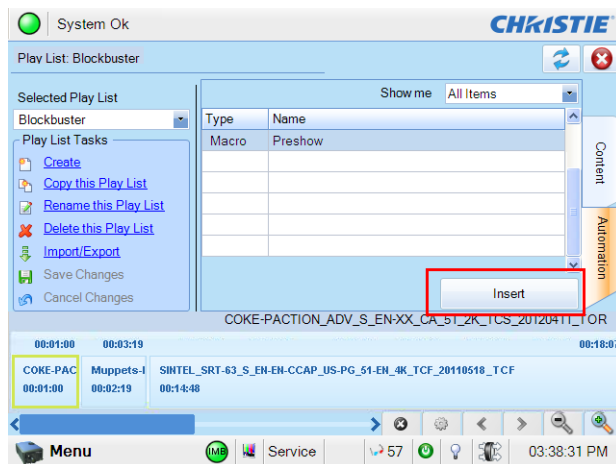 System Ok
CHRISTIE
Play List: Blockbuster
Selected Play List
Blockbuster
Play List Tasks
Create
Copy this Play List
Rename this Play List
Delete this Play List
Import/Export
Save Changes
Cancel Changes
Show me All Items
Type Name
Macro Preshow
Insert
Content
Automation
COKE-PACTION_ADV_S_EN-XX_CA_51_2K_TCS_20120411_TOR
00:01:00 00:03:19 00:18:07
COKE-PAC Muppets-I SINTEL_SRT-63_S_EN-EN-CCAP_US-PG_51-EN_4K_TCF_20110518_TCF
00:01:00 00:02:19 00:14:48
Menu IMB Service 57 03:38:31 PM